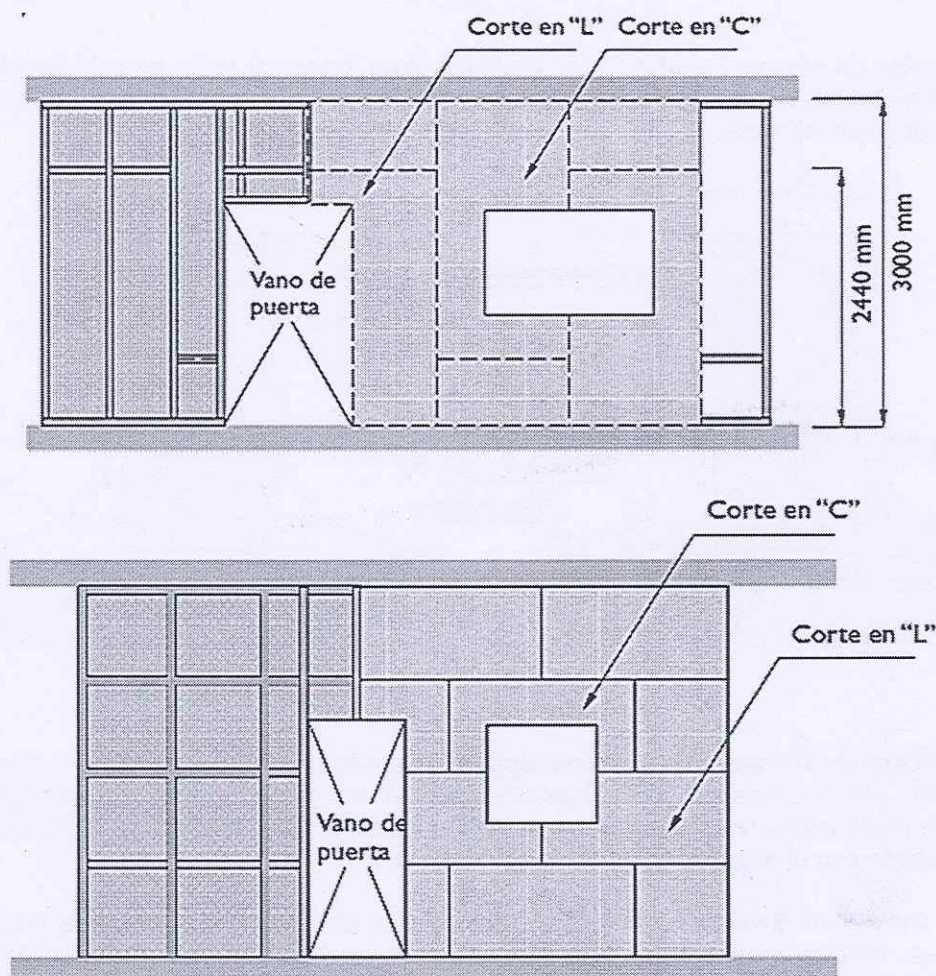 Corte en “L” Corte en “C”
Vano de
puerta
2440 mm
3000 mm
Corte en “C”
Corte en “L”
Vano de
puerta